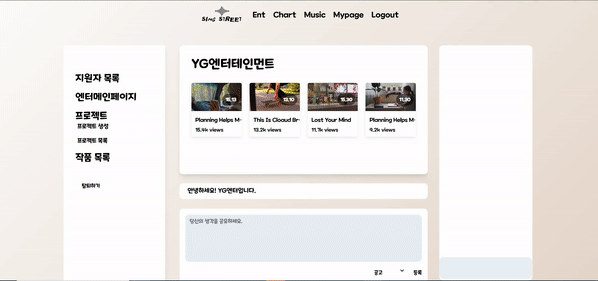 SING STREET
Ent Chart Music Mypage Logout
지원자 목록
엔터메인페이지
프로젝트
프로젝트 생성
프로젝트 목록
작품 목록
탈퇴하기
YG엔터테인먼트
15:13 13:10 15:30 11:30
Planning Helps M This Is Cloaud Br Lost Your Mind Planning Helps M
15.4k views 13.2k views 11.7k views 9.2k views
안녕하세요! YG엔터입니다.
당신의 생각을 공유하세요.
공고 등록